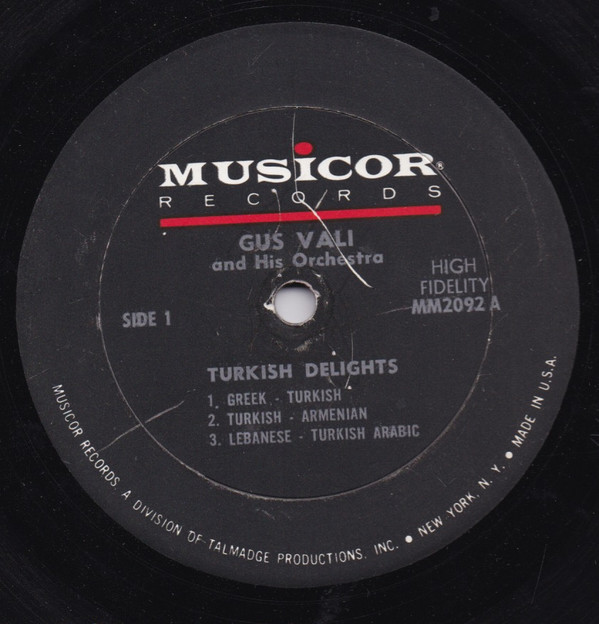 MUSICOR®
RECORDS
GUS VALI
and His Orchestra
HIGH
FIDELITY
SIDE 1
MM2092 A
TURKISH DELIGHTS
1. GREEK - TURKISH
2. TURKISH - ARMENIAN
3. LEBANESE - TURKISH ARABIC
MUSICOR RECORDS, A DIVISION OF TALMADGE PRODUCTIONS, INC. ● NEW YORK, N. Y. ● MADE IN U.S.A.